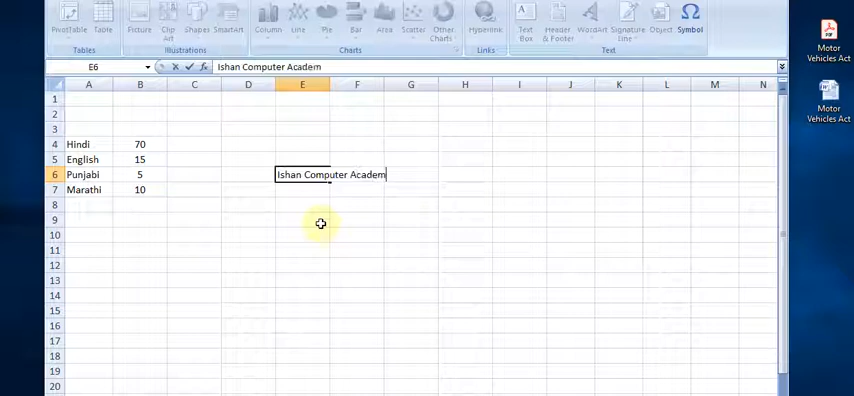 PivotTable Table Picture Clip Art Shapes SmartArt Column Line Pie Bar Area Scatter Other Charts Hyperlink Text Box Header & Footer WordArt Signature Line Object Symbol
Tables Illustrations Charts Links Text
E6 fx Ishan Computer Academ
A B C D E F G H I J K L M N
1
2
3
4 Hindi 70
5 English 15
6 Punjabi 5 Ishan Computer Academ
7 Marathi 10
8
9
10
11
12
13
14
15
16
17
18
19
20
Motor
Vehicles Act
Motor
Vehicles Act